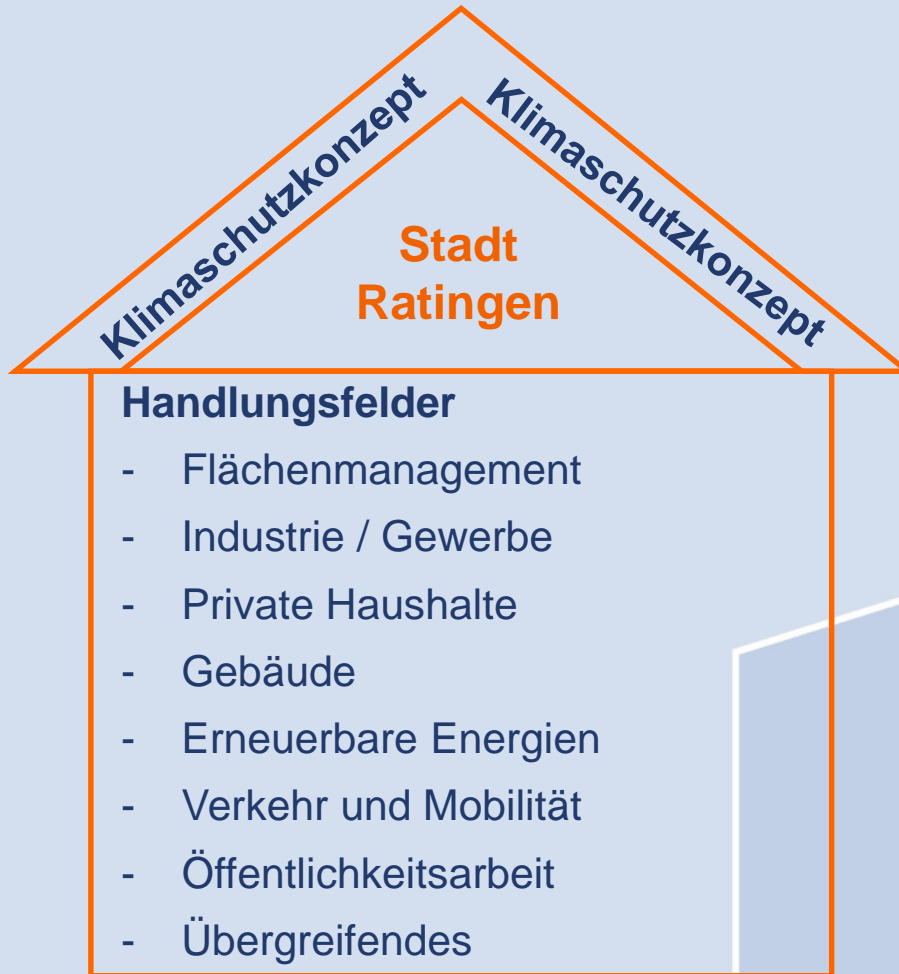 Klimaschutzkonzept
Klimaschutzkonzept
Stadt
Ratingen
Handlungsfelder
- Flächenmanagement
- Industrie / Gewerbe
- Private Haushalte
- Gebäude
- Erneuerbare Energien
- Verkehr und Mobilität
- Öffentlichkeitsarbeit
- Übergreifendes